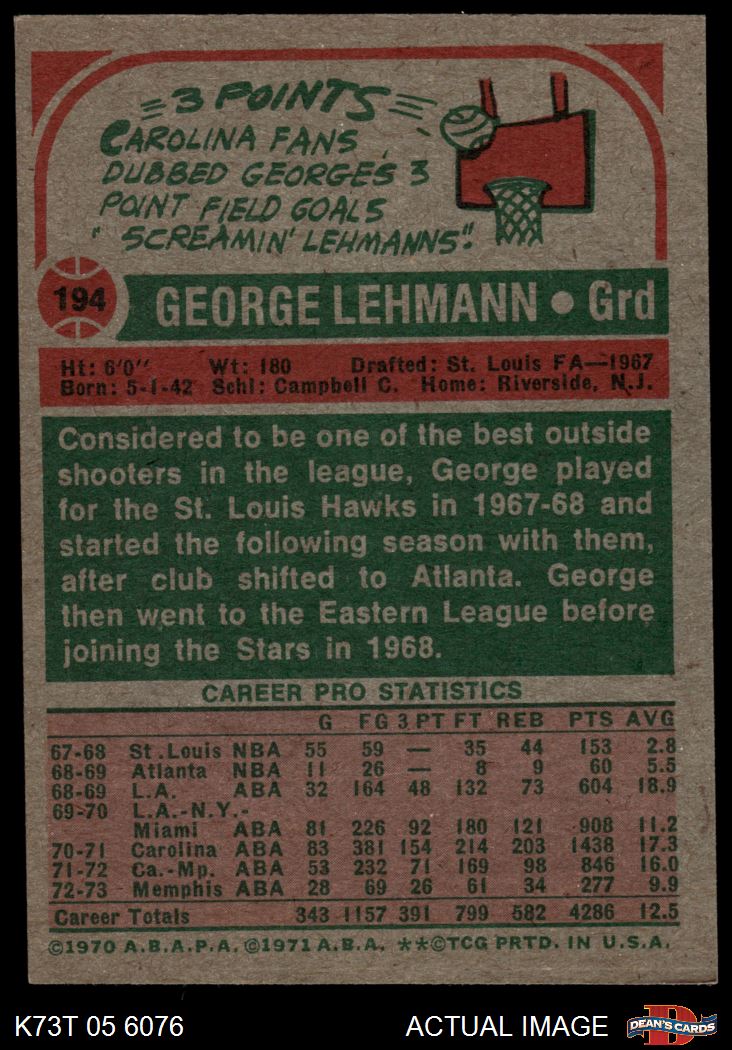 3 POINTS
CAROLINA FANS
DUBBED GEORGE'S 3
POINT FIELD GOALS
"SCREAMIN' LEHMANNS".
194
GEORGE LEHMANN • Grd
Ht: 6'0" Wt: 180 Drafted: St. Louis FA—1967
Born: 5-1-42 Schl: Campbell C. Home: Riverside, N.J.
Considered to be one of the best outside
shooters in the league, George played
for the St. Louis Hawks in 1967-68 and
started the following season with them,
after club shifted to Atlanta. George
then went to the Eastern League before
joining the Stars in 1968.
CAREER PRO STATISTICS
G FG 3 PT FT REB PTS AVG
67-68 St. Louis NBA 55 59 — 35 44 153 2.8
68-69 Atlanta NBA 11 26 — 8 9 60 5.5
68-69 L.A. ABA 32 164 48 132 73 604 18.9
69-70 L.A.-N.Y.-
Miami ABA 81 226 92 180 121 908 11.2
70-71 Carolina ABA 83 381 154 214 203 1438 17.3
71-72 Ca.-Mp. ABA 53 232 71 169 98 846 16.0
72-73 Memphis ABA 28 69 26 61 34 277 9.9
Career Totals 343 1157 391 799 582 4286 12.5
©1970 A.B.A.P.A. ©1971 A.B.A. **©TCG PRTD. IN U.S.A.
K73T 05 6076 ACTUAL IMAGE
D
DEAN'S CARDS